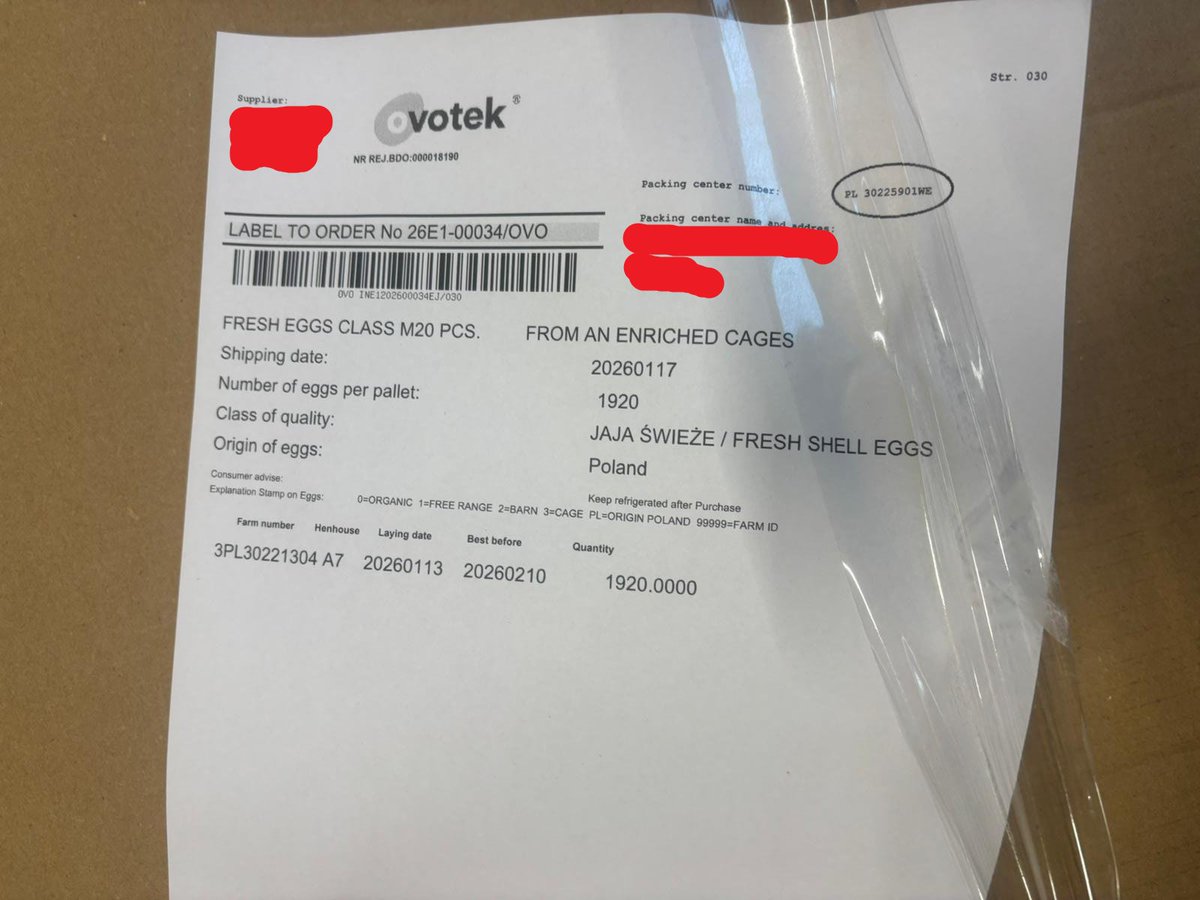 Str. 030
Supplier:
ovotek®
NR REJ.BDO:000018190
Packing center number:
PL 30225901WE
Packing center name and addres:
LABEL TO ORDER No 26E1-00034/OVO
OVO INE1202600034EJ/030
FRESH EGGS CLASS M20 PCS. FROM AN ENRICHED CAGES
Shipping date: 20260117
Number of eggs per pallet: 1920
Class of quality: JAJA ŚWIEŻE / FRESH SHELL EGGS
Origin of eggs: Poland
Consumer advise: Keep refrigerated after Purchase
Explanation Stamp on Eggs: 0=ORGANIC 1=FREE RANGE 2=BARN 3=CAGE PL=ORIGIN POLAND 99999=FARM ID
Farm number Henhouse Laying date Best before Quantity
3PL30221304 A7 20260113 20260210 1920.0000